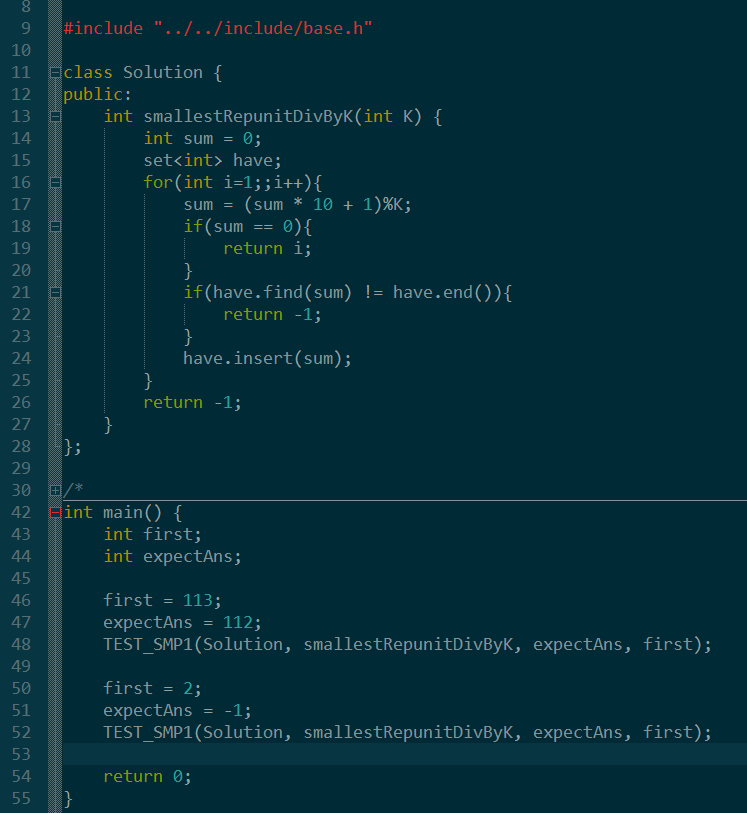 8
9 #include "../../include/base.h"
10
11 class Solution {
12 public:
13     int smallestRepunitDivByK(int K) {
14         int sum = 0;
15         set<int> have;
16         for(int i=1;;i++){
17             sum = (sum * 10 + 1)%K;
18             if(sum == 0){
19                 return i;
20             }
21             if(have.find(sum) != have.end()){
22                 return -1;
23             }
24             have.insert(sum);
25         }
26         return -1;
27     }
28 };
29
30 /*
42 int main() {
43     int first;
44     int expectAns;
45
46     first = 113;
47     expectAns = 112;
48     TEST_SMP1(Solution, smallestRepunitDivByK, expectAns, first);
49
50     first = 2;
51     expectAns = -1;
52     TEST_SMP1(Solution, smallestRepunitDivByK, expectAns, first);
53
54     return 0;
55 }